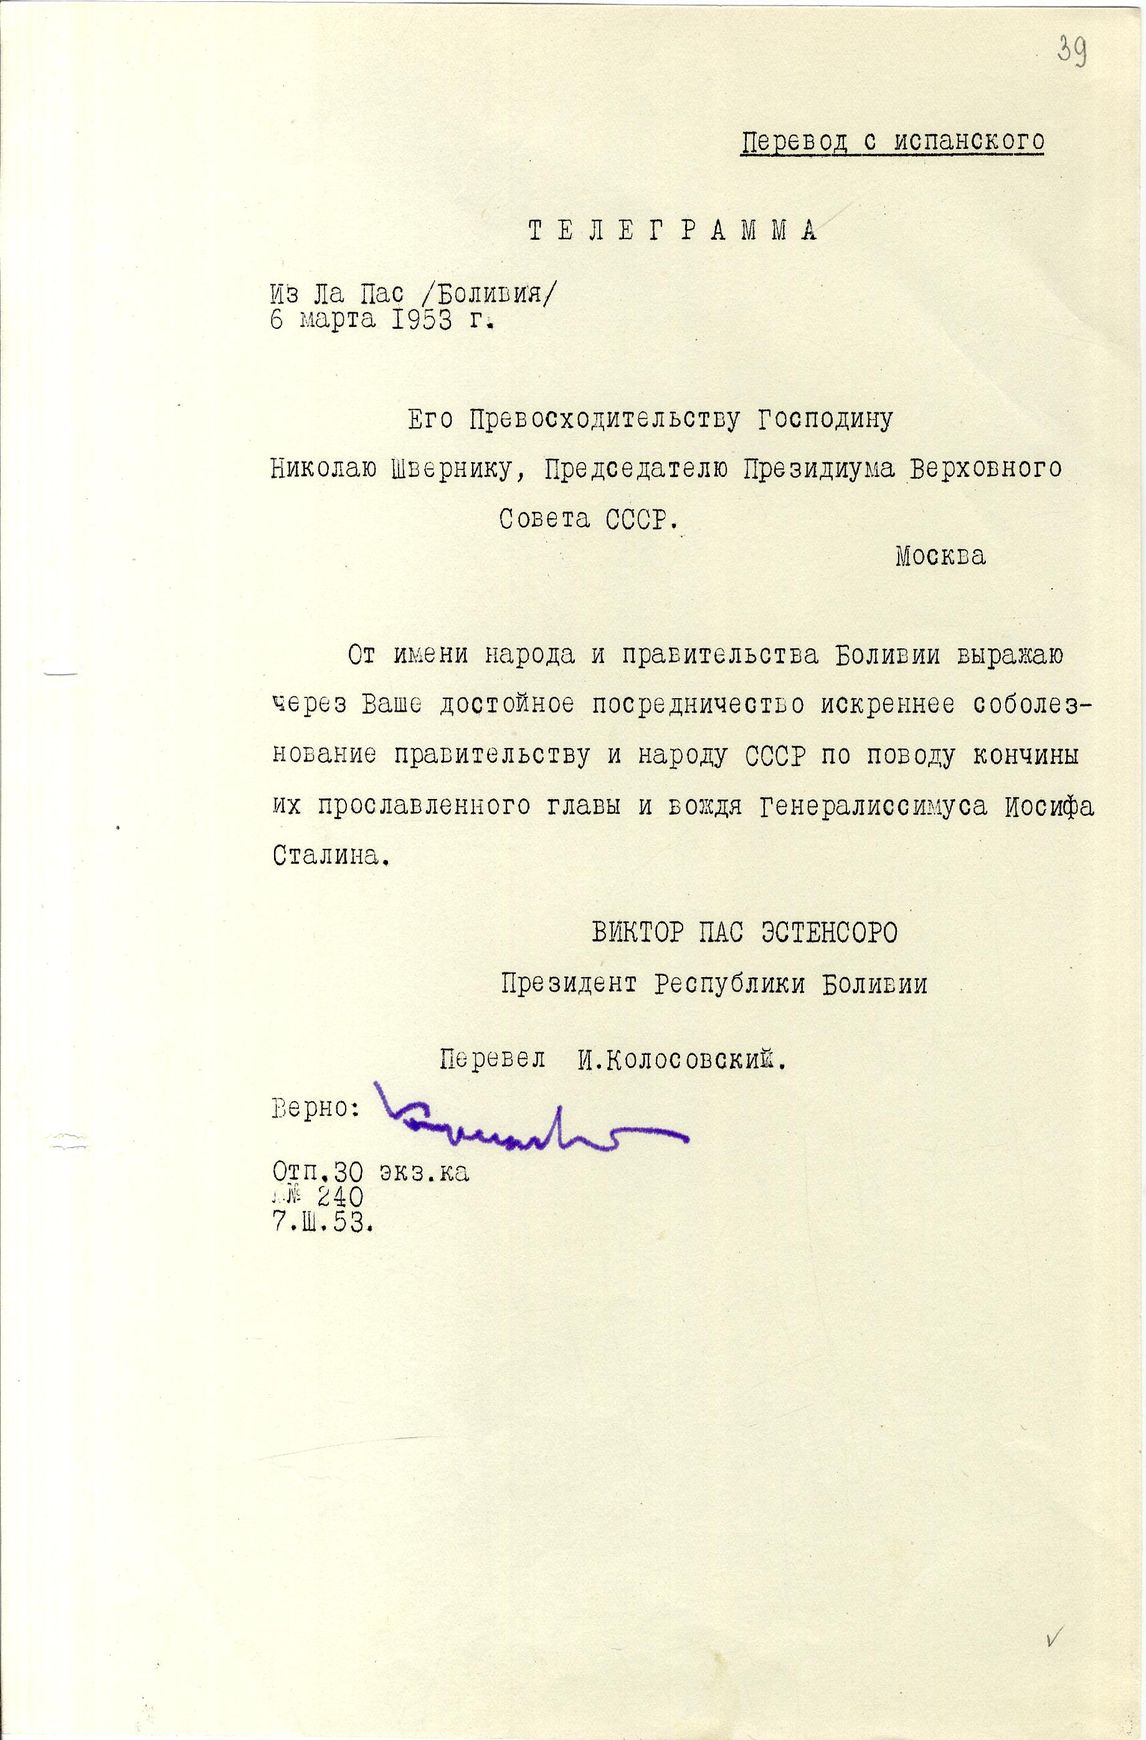 39
Перевод с испанского
ТЕЛЕГРАММА
Из Ла Пас /Боливия/
6 марта 1953 г.
Его Превосходительству Господину
Николаю Швернику, Председателю Президиума Верховного
Совета СССР.
Москва
От имени народа и правительства Боливии выражаю
через Ваше достойное посредничество искреннее соболез-
нование правительству и народу СССР по поводу кончины
их прославленного главы и вождя Генералиссимуса Иосифа
Сталина.
ВИКТОР ПАС ЭСТЕНСОРО
Президент Республики Боливии
Перевел И.Колосовский.
Верно:
Отп.30 экз.ка
№ 240
7.Ш.53.